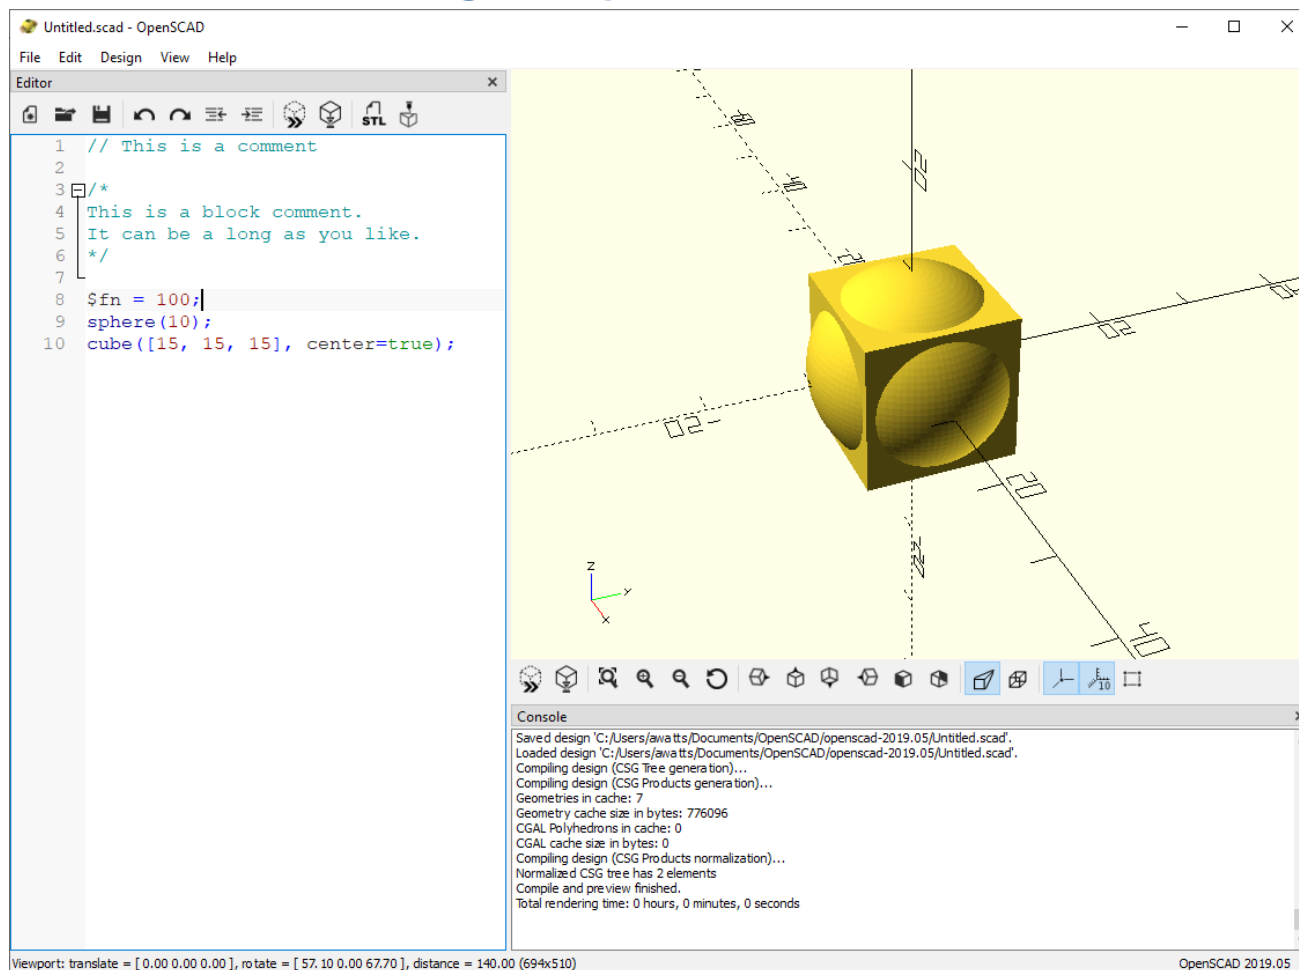 Untitled.scad - OpenSCAD
File Edit Design View Help
Editor
STL
1 // This is a comment
2
3 /*
4 This is a block comment.
5 It can be a long as you like.
6 */
7
8 $fn = 100;
9 sphere(10);
10 cube([15, 15, 15], center=true);
20
20
-20
20
40
z
y
x
10
Console
Saved design 'C:/Users/awatts/Documents/OpenSCAD/openscad-2019.05/Untitled.scad'.
Loaded design 'C:/Users/awatts/Documents/OpenSCAD/openscad-2019.05/Untitled.scad'.
Compiling design (CSG Tree generation)...
Compiling design (CSG Products generation)...
Geometries in cache: 7
Geometry cache size in bytes: 776096
CGAL Polyhedrons in cache: 0
CGAL cache size in bytes: 0
Compiling design (CSG Products normalization)...
Normalized CSG tree has 2 elements
Compile and preview finished.
Total rendering time: 0 hours, 0 minutes, 0 seconds
Viewport: translate = [ 0.00 0.00 0.00 ], rotate = [ 57.10 0.00 67.70 ], distance = 140.00 (694x510)
OpenSCAD 2019.05